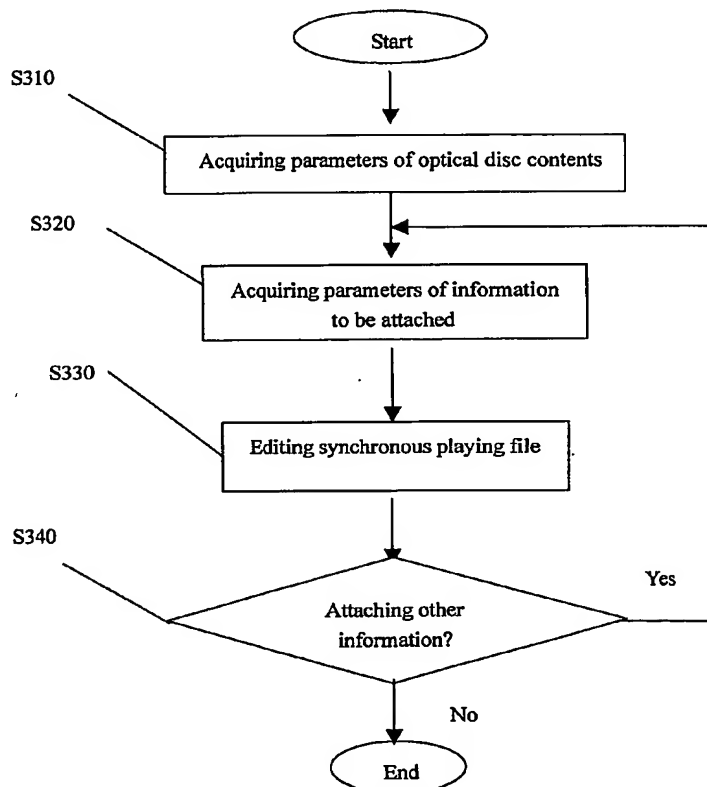 Start
S310
Acquiring parameters of optical disc contents
S320
Acquiring parameters of information
to be attached
S330
Editing synchronous playing file
S340
Yes
Attaching other
information?
No
End